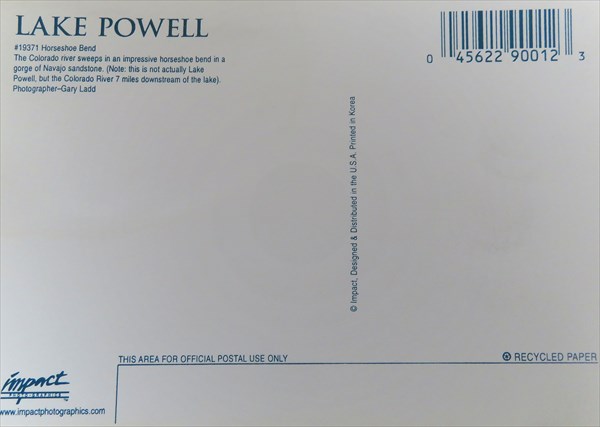 LAKE POWELL
#19371 Horseshoe Bend
The Colorado river sweeps in an impressive horseshoe bend in a
gorge of Navajo sandstone. (Note: this is not actually Lake
Powell, but the Colorado River 7 miles downstream of the lake).
Photographer–Gary Ladd
0 45622 90012 3
© Impact, Designed & Distributed in the U.S.A. Printed in Korea
THIS AREA FOR OFFICIAL POSTAL USE ONLY
RECYCLED PAPER
impact
PHOTOGRAPHICS
www.impactphotographics.com